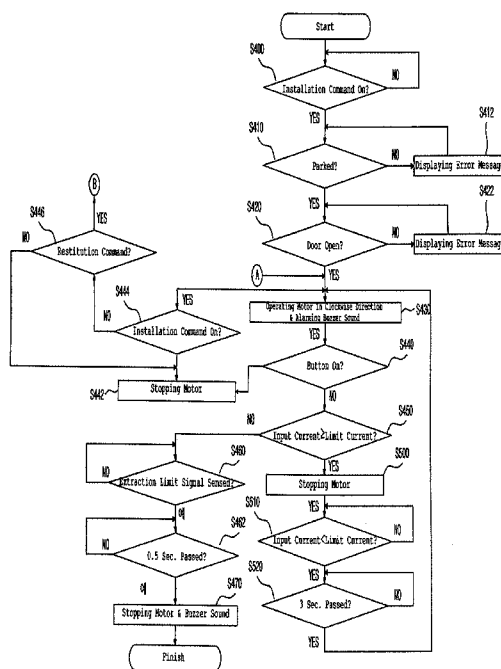 Start
S400
Installation Command On?
NO
YES
S410
Parked?
NO
S412
Displaying Error Message
YES
S420
Door Open?
NO
S422
Displaying Error Message
YES
A
B
S446
YES
NO
Restitution Command?
NO
S444
YES
Installation Command On?
Operating Motor In Clockwise Direction
& Alarming Buzzer Sound
S430
YES
S440
Button On?
S442
Stopping Motor
NO
S450
NO
Input Current>Limit Current?
YES
S500
Stopping Motor
S460
NO
Extraction Limit Signal Sensed?
예
S510
YES
Input Current<Limit Current?
NO
S462
NO
0.5 Sec. Passed?
예
YES
S520
NO
3 Sec. Passed?
YES
S470
Stopping Motor & Buzzer Sound
Finish